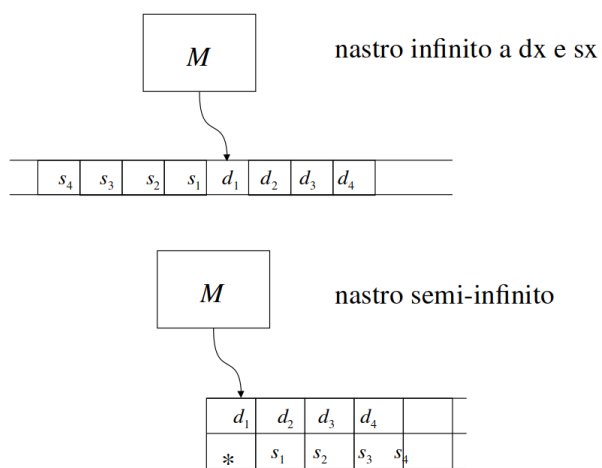 M
nastro infinito a dx e sx
s₄ s₃ s₂ s₁ d₁ d₂ d₃ d₄
M
nastro semi-infinito
d₁ d₂ d₃ d₄
* s₁ s₂ s₃ s₄